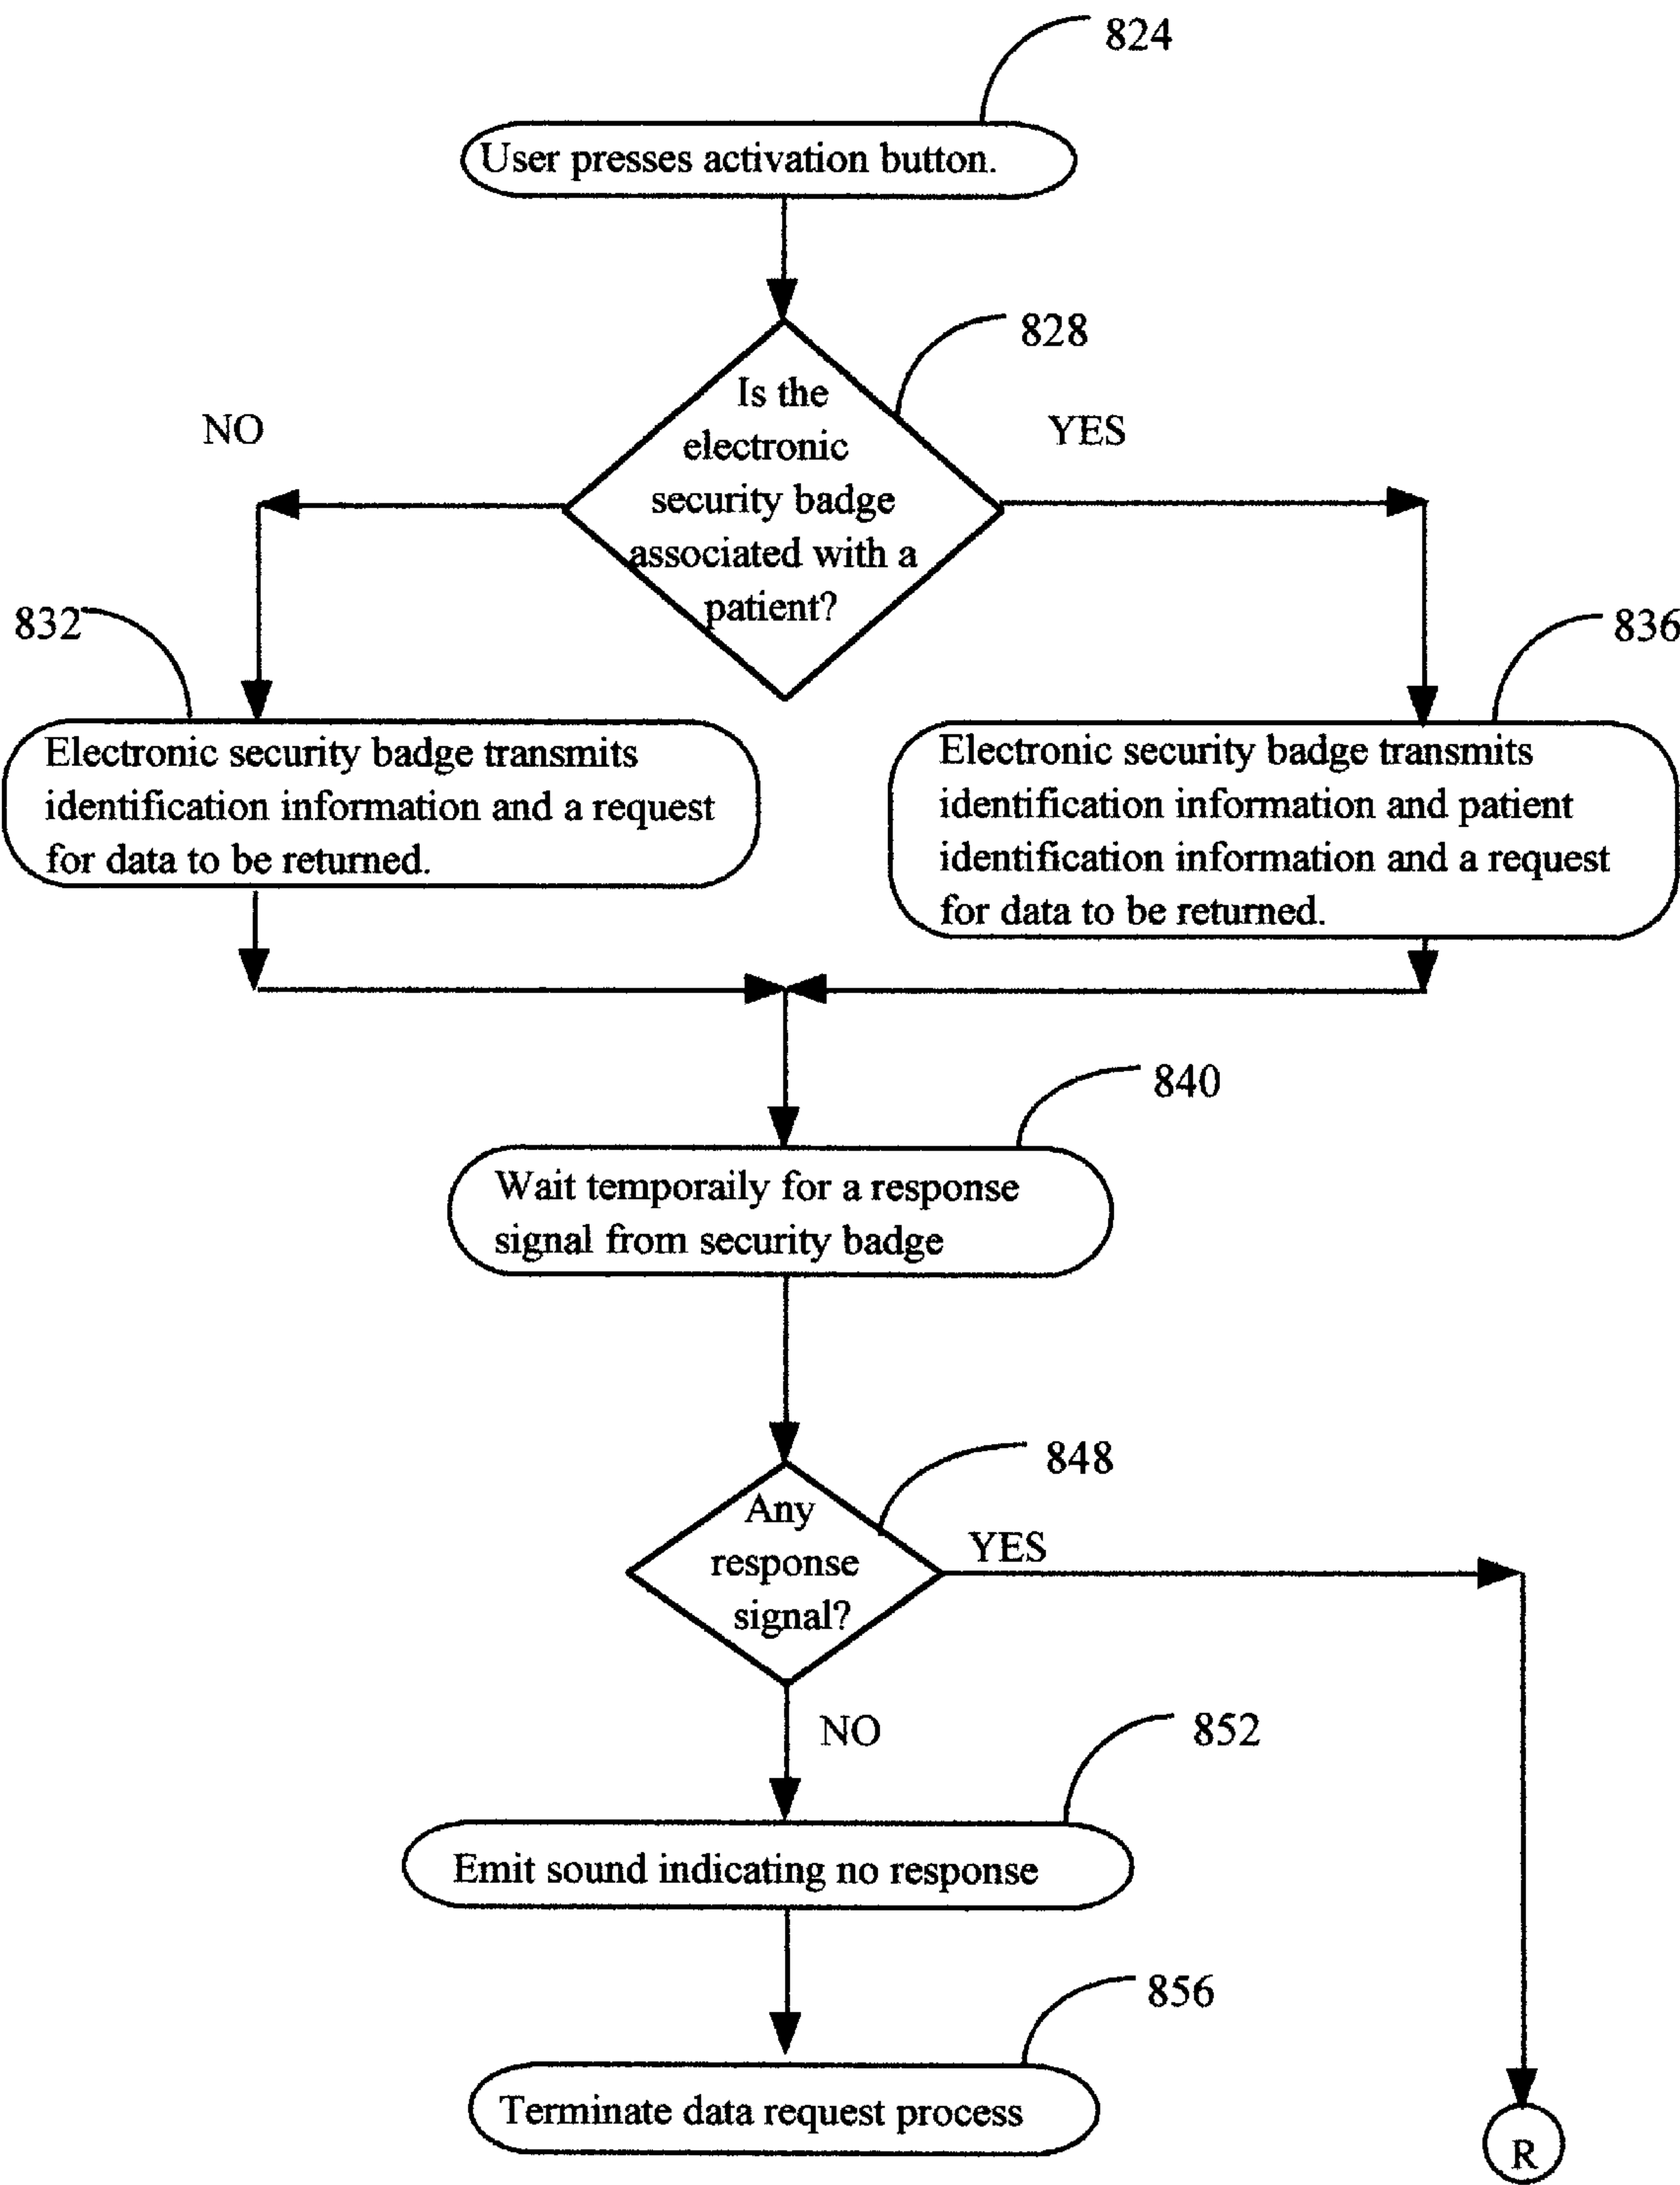 824
User presses activation button.
828
Is the
electronic
security badge
associated with a
patient?
NO
YES
832
Electronic security badge transmits
identification information and a request
for data to be returned.
836
Electronic security badge transmits
identification information and patient
identification information and a request
for data to be returned.
840
Wait temporaily for a response
signal from security badge
848
Any
response
signal?
YES
NO
852
Emit sound indicating no response
856
Terminate data request process
R